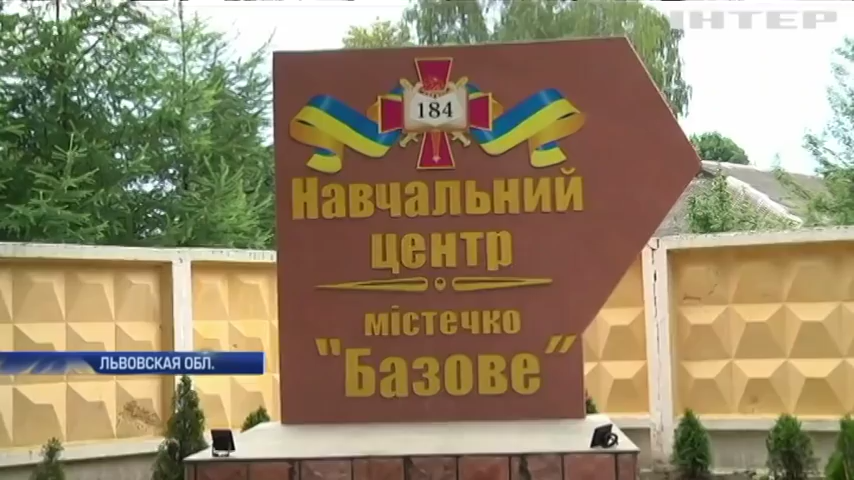 ІНТЕР
184
Навчальний
центр
містечко
"Базове"
ЛЬВОВСКАЯ ОБЛ.